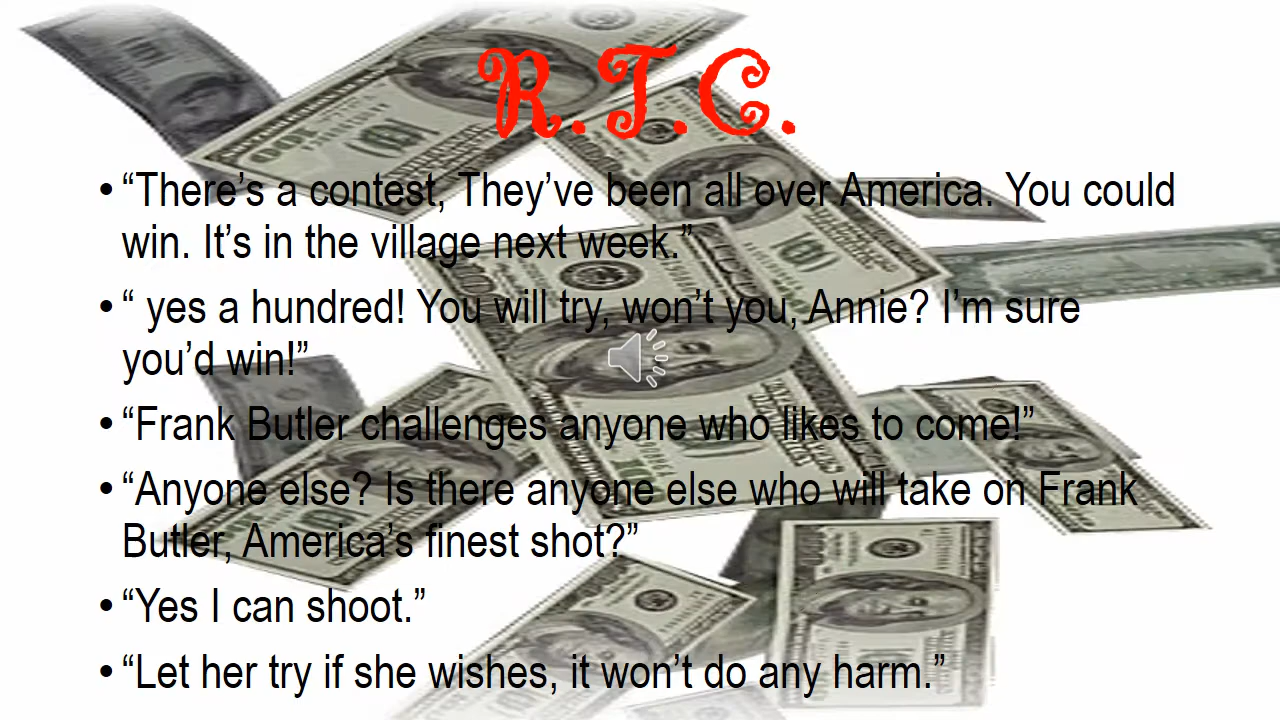 R.T.C.
• “There’s a contest, They’ve been all over America. You could
win. It’s in the village next week.”
• “ yes a hundred! You will try, won’t you, Annie? I’m sure
you’d win!”
• “Frank Butler challenges anyone who likes to come!”
• “Anyone else? Is there anyone else who will take on Frank
Butler, America’s finest shot?”
• “Yes I can shoot.”
• “Let her try if she wishes, it won’t do any harm.”